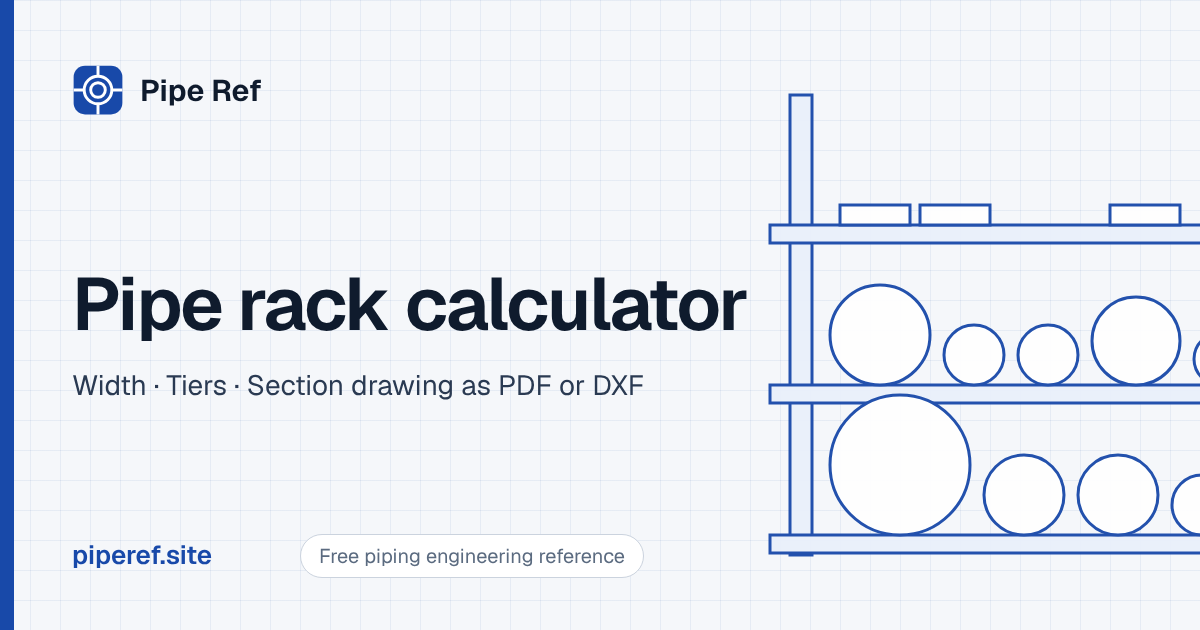 Pipe Ref
Pipe rack calculator
Width · Tiers · Section drawing as PDF or DXF
piperef.site
Free piping engineering reference